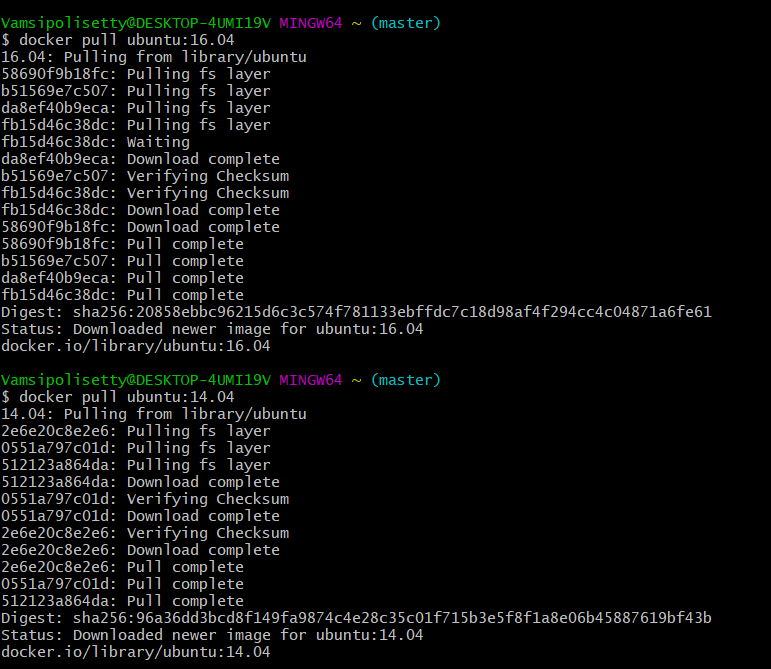 Vamsipolisetty@DESKTOP-4UMI19V MINGW64 ~ (master)
$ docker pull ubuntu:16.04
16.04: Pulling from library/ubuntu
58690f9b18fc: Pulling fs layer
b51569e7c507: Pulling fs layer
da8ef40b9eca: Pulling fs layer
fb15d46c38dc: Pulling fs layer
fb15d46c38dc: Waiting
da8ef40b9eca: Download complete
b51569e7c507: Verifying Checksum
fb15d46c38dc: Verifying Checksum
fb15d46c38dc: Download complete
58690f9b18fc: Download complete
58690f9b18fc: Pull complete
b51569e7c507: Pull complete
da8ef40b9eca: Pull complete
fb15d46c38dc: Pull complete
Digest: sha256:20858ebbc96215d6c3c574f781133ebffdc7c18d98af4f294cc4c04871a6fe61
Status: Downloaded newer image for ubuntu:16.04
docker.io/library/ubuntu:16.04
Vamsipolisetty@DESKTOP-4UMI19V MINGW64 ~ (master)
$ docker pull ubuntu:14.04
14.04: Pulling from library/ubuntu
2e6e20c8e2e6: Pulling fs layer
0551a797c01d: Pulling fs layer
512123a864da: Pulling fs layer
512123a864da: Download complete
0551a797c01d: Verifying Checksum
0551a797c01d: Download complete
2e6e20c8e2e6: Verifying Checksum
2e6e20c8e2e6: Download complete
2e6e20c8e2e6: Pull complete
0551a797c01d: Pull complete
512123a864da: Pull complete
Digest: sha256:96a36dd3bcd8f149fa9874c4e28c35c01f715b3e5f8f1a8e06b45887619bf43b
Status: Downloaded newer image for ubuntu:14.04
docker.io/library/ubuntu:14.04